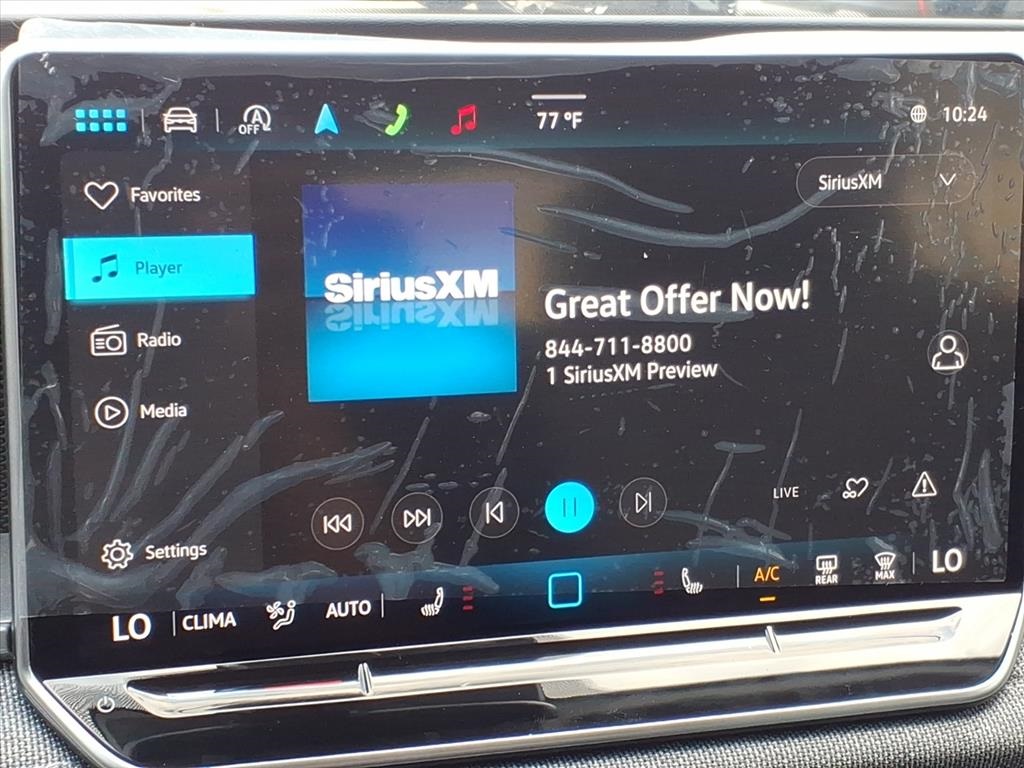 A
OFF
77 °F
10:24
Favorites
SiriusXM
Player
SiriusXM
Great Offer Now!
844-711-8800
1 SiriusXM Preview
Radio
Media
LIVE
Settings
LO
CLIMA
AUTO
A/C
REAR
MAX
LO